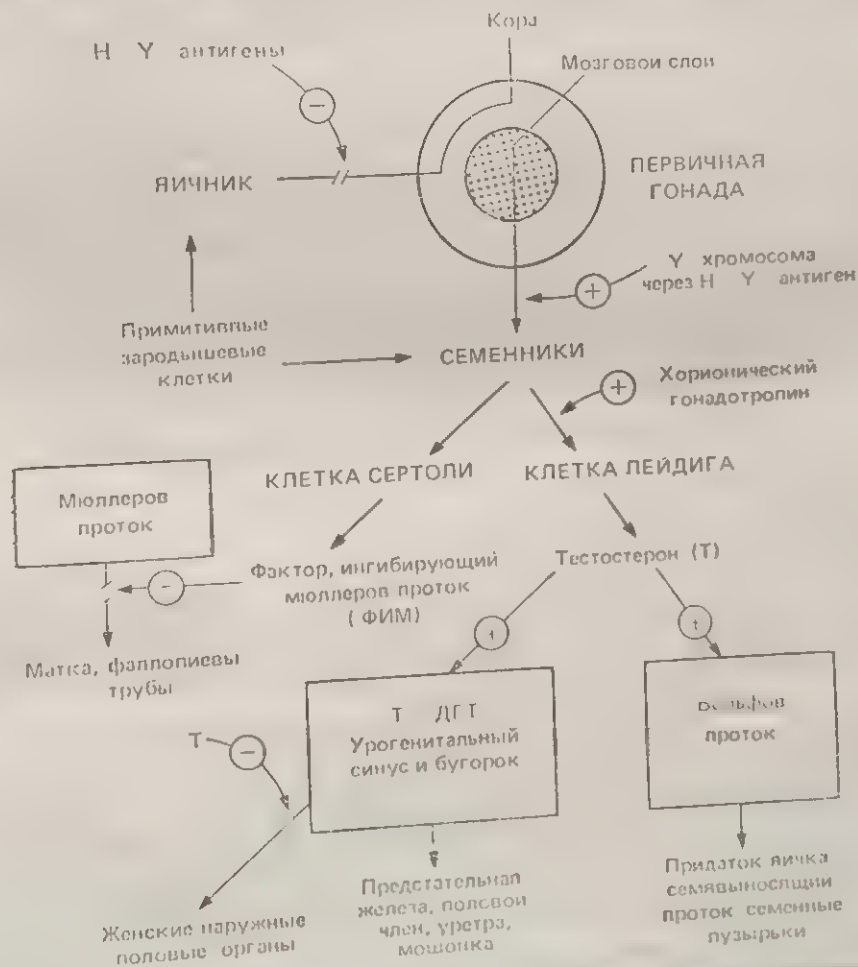 Кора
H Y антигены
Мозговой слой
−
ЯИЧНИК
ПЕРВИЧНАЯ
ГОНАДА
Y хромосома
через H Y антиген
+
Примитивные
зародышевые
клетки
СЕМЕННИКИ
Хорионический
гонадотропин
+
КЛЕТКА СЕРТОЛИ
КЛЕТКА ЛЕЙДИГА
Мюллеров
проток
−
Фактор, ингибирующий
мюллеров проток
(ФИМ)
Тестостерон (Т)
Матка, фаллопиевы
трубы
Т ДГТ
Урогенитальный
синус и бугорок
Вольфов
проток
Т
−
Женские наружные
половые органы
Предстательная
железа, половой
член, уретра,
мошонка
Придаток яичка
семявыносящий
проток семенные
пузырьки